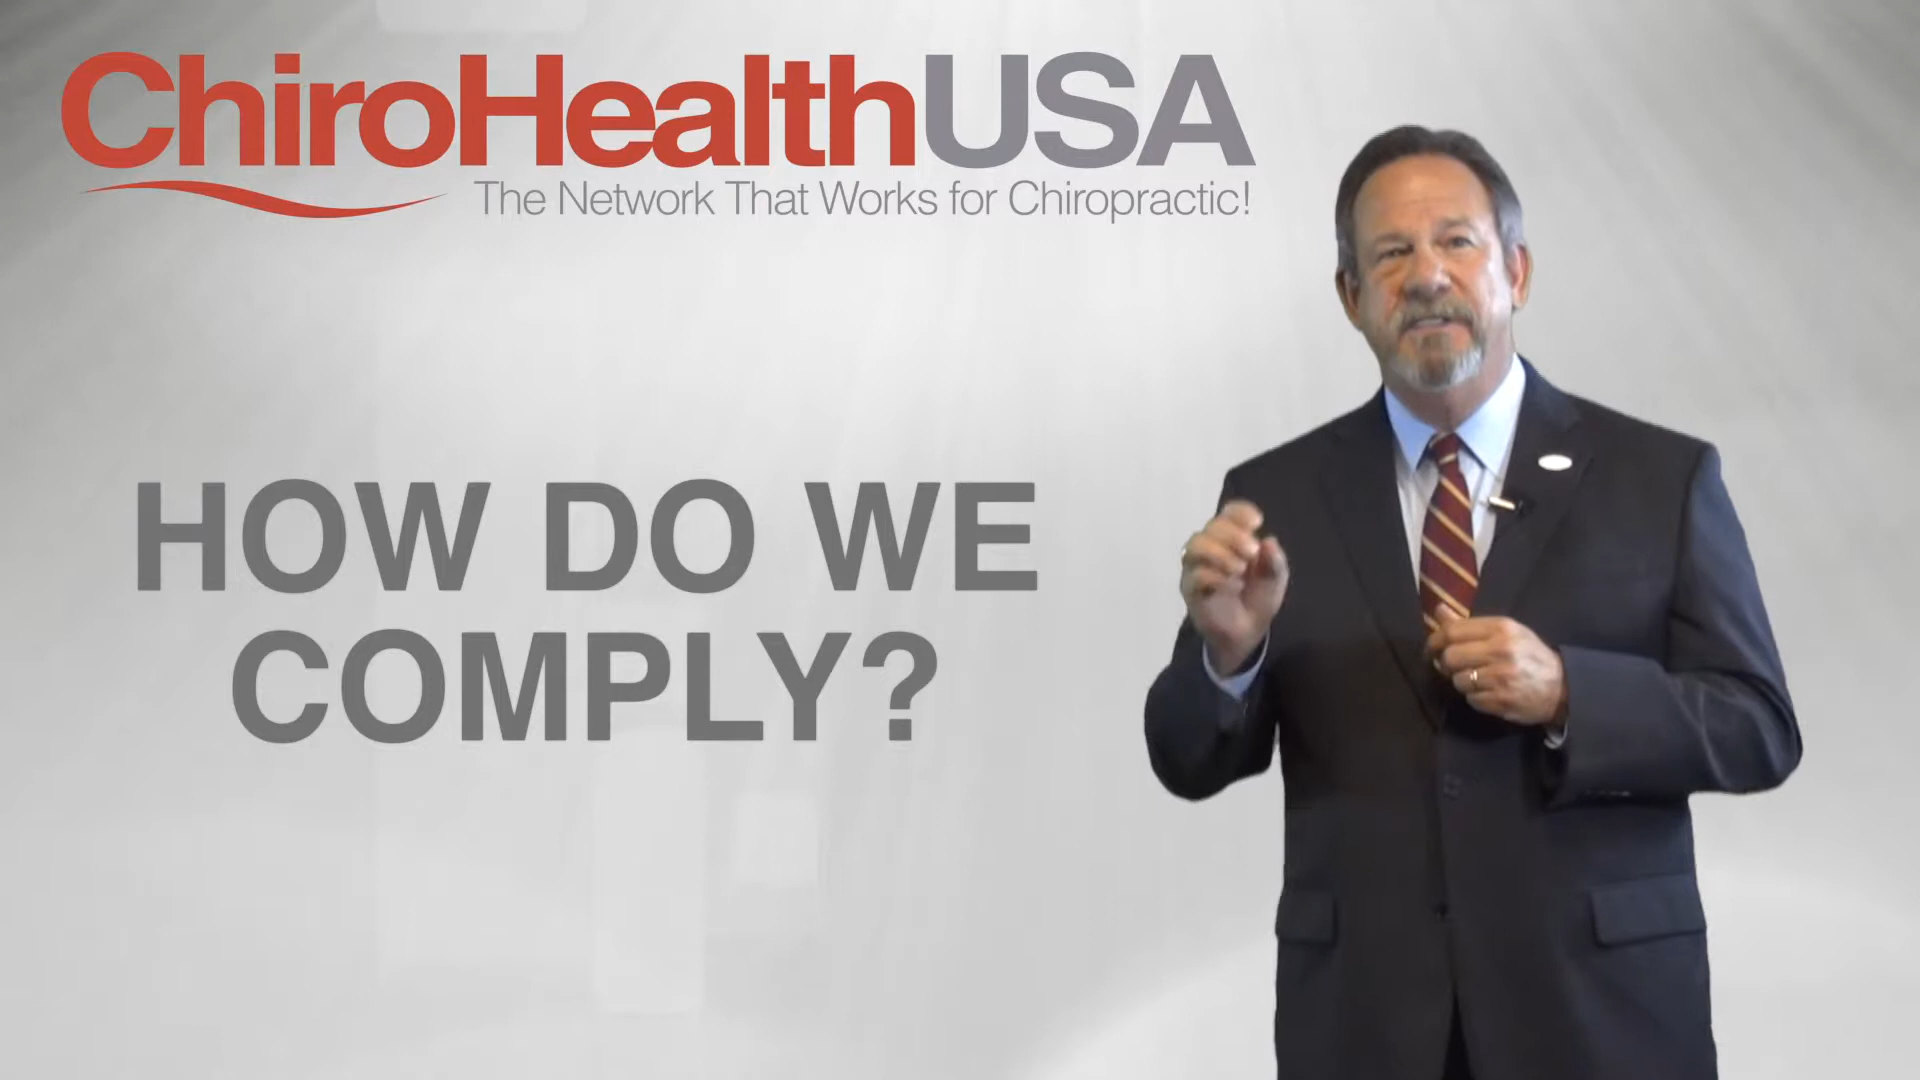 ChiroHealthUSA
The Network That Works for Chiropractic!
HOW DO WE
COMPLY?